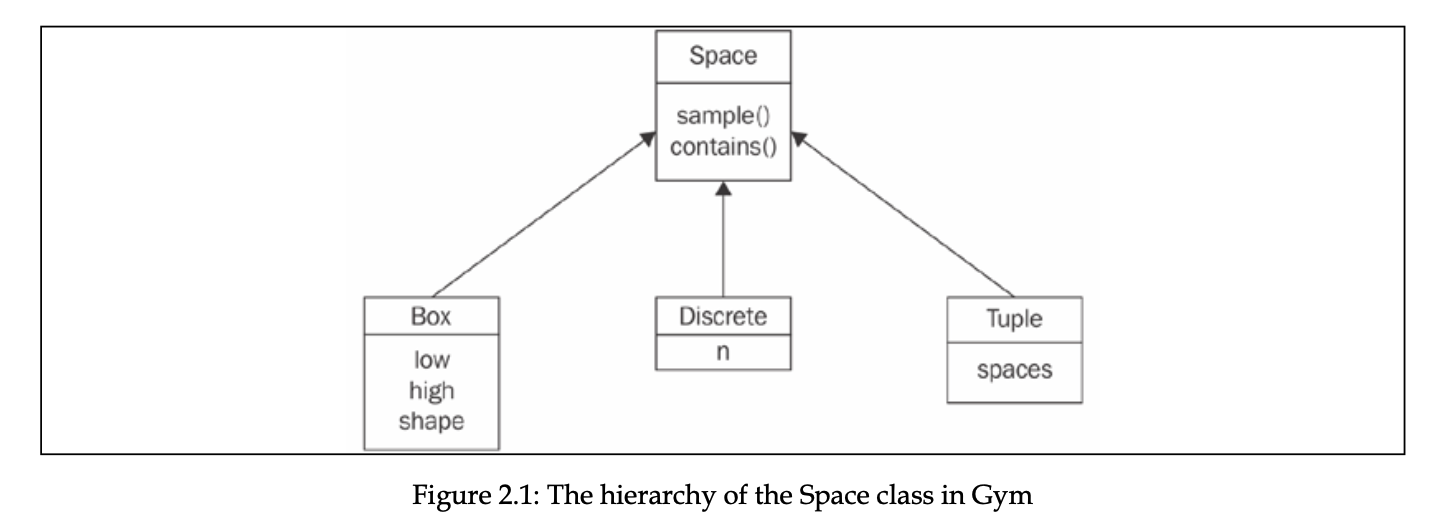 Space
sample()
contains()
Box
low
high
shape
Discrete
n
Tuple
spaces
Figure 2.1: The hierarchy of the Space class in Gym